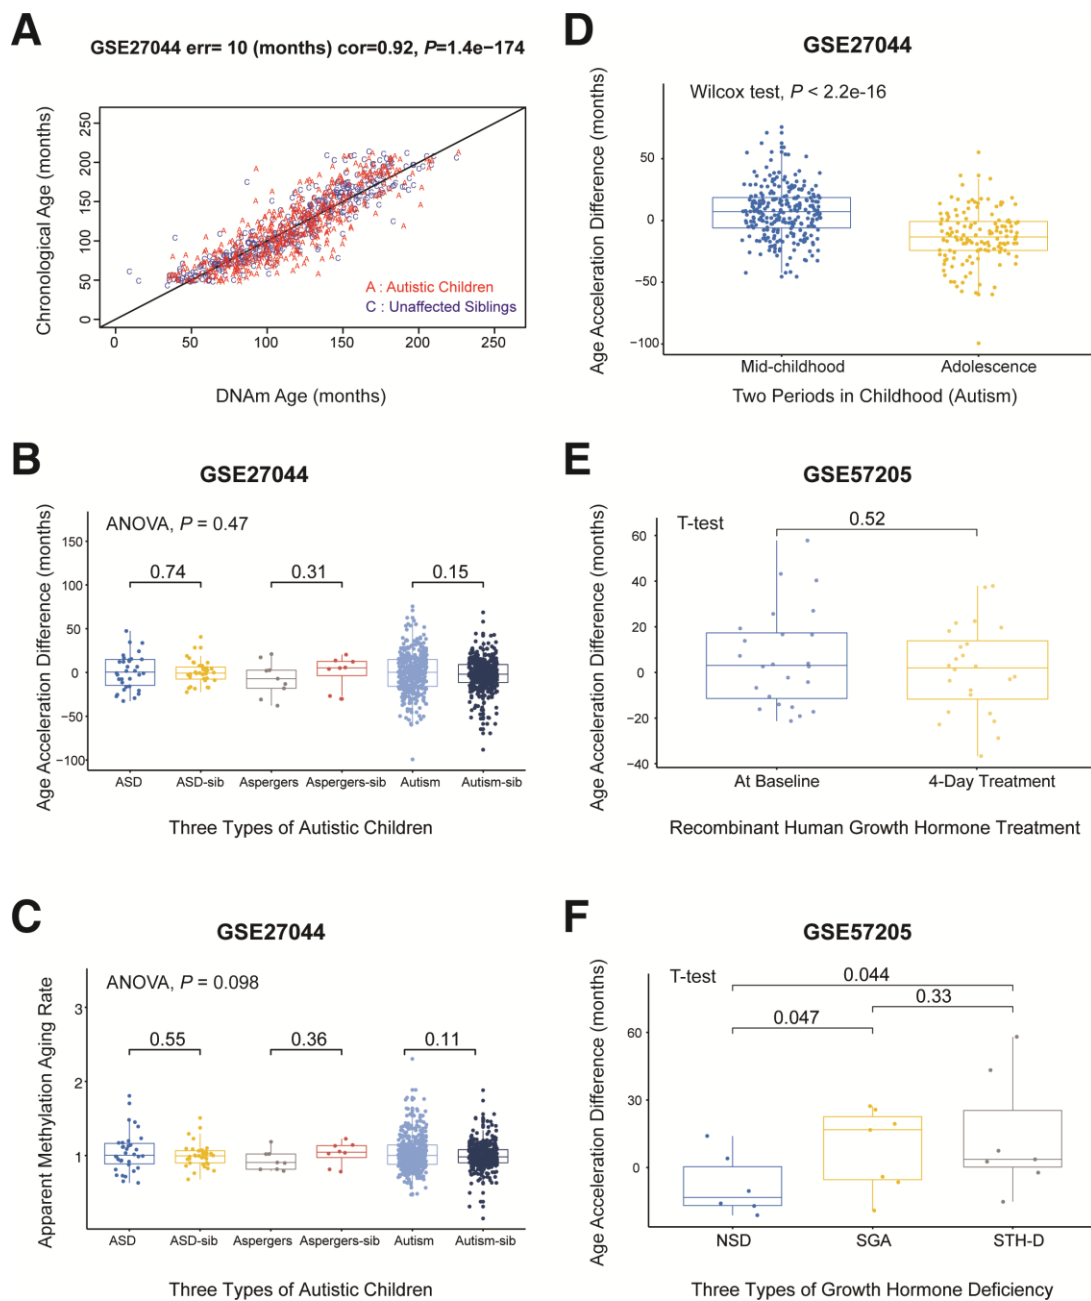 A
GSE27044 err= 10 (months) cor=0.92, P=1.4e−174
Chronological Age (months)
250
200
150
100
50
0
A : Autistic Children
C : Unaffected Siblings
0 50 100 150 200 250
DNAm Age (months)
B
GSE27044
ANOVA, P = 0.47
Age Acceleration Difference (months)
150
100
50
0
−50
−100
0.74 0.31 0.15
ASD ASD-sib Aspergers Aspergers-sib Autism Autism-sib
Three Types of Autistic Children
C
GSE27044
ANOVA, P = 0.098
Apparent Methylation Aging Rate
3
2
1
0.55 0.36 0.11
ASD ASD-sib Aspergers Aspergers-sib Autism Autism-sib
Three Types of Autistic Children
D
GSE27044
Wilcox test, P < 2.2e-16
Age Acceleration Difference (months)
50
0
−50
−100
Mid-childhood Adolescence
Two Periods in Childhood (Autism)
E
GSE57205
T-test
0.52
Age Acceleration Difference (months)
60
40
20
0
−20
−40
At Baseline 4-Day Treatment
Recombinant Human Growth Hormone Treatment
F
GSE57205
T-test
0.044
0.33
0.047
Age Acceleration Difference (months)
60
30
0
NSD SGA STH-D
Three Types of Growth Hormone Deficiency